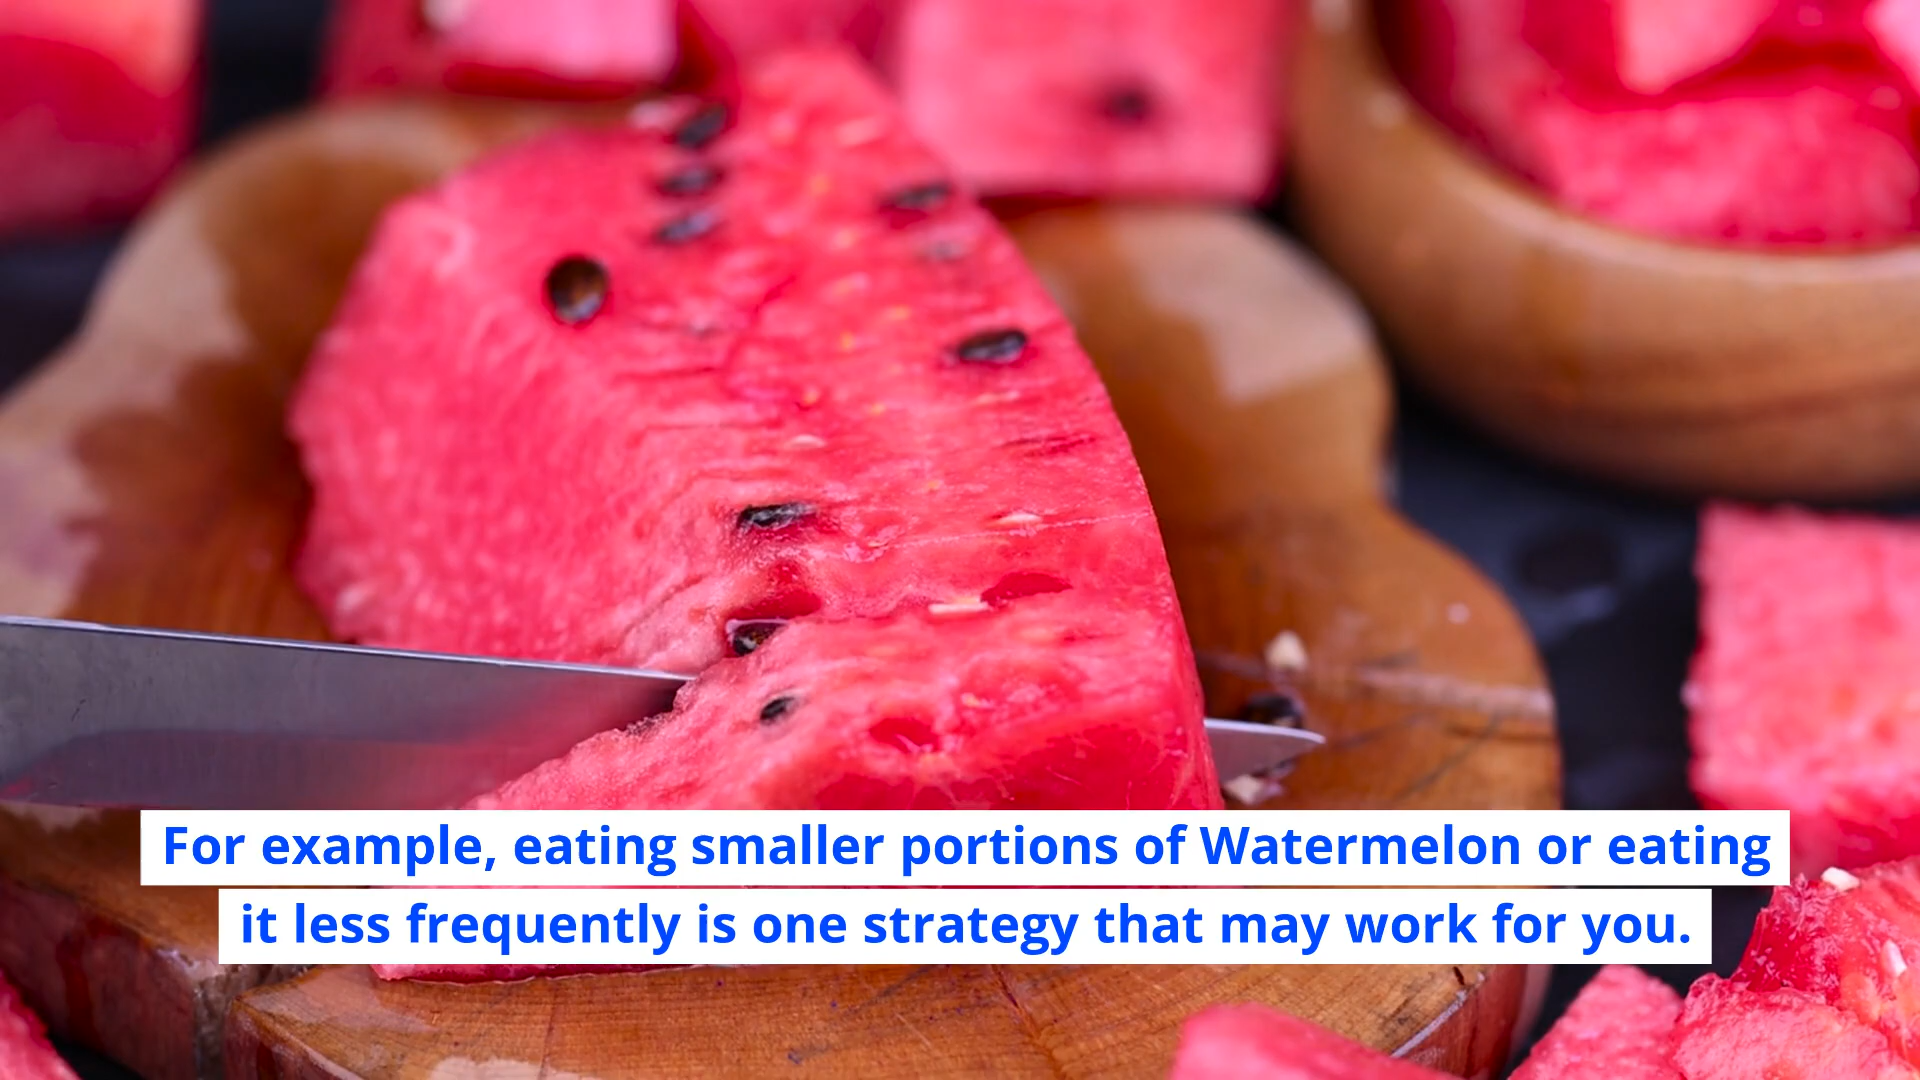 For example, eating smaller portions of Watermelon or eating
it less frequently is one strategy that may work for you.